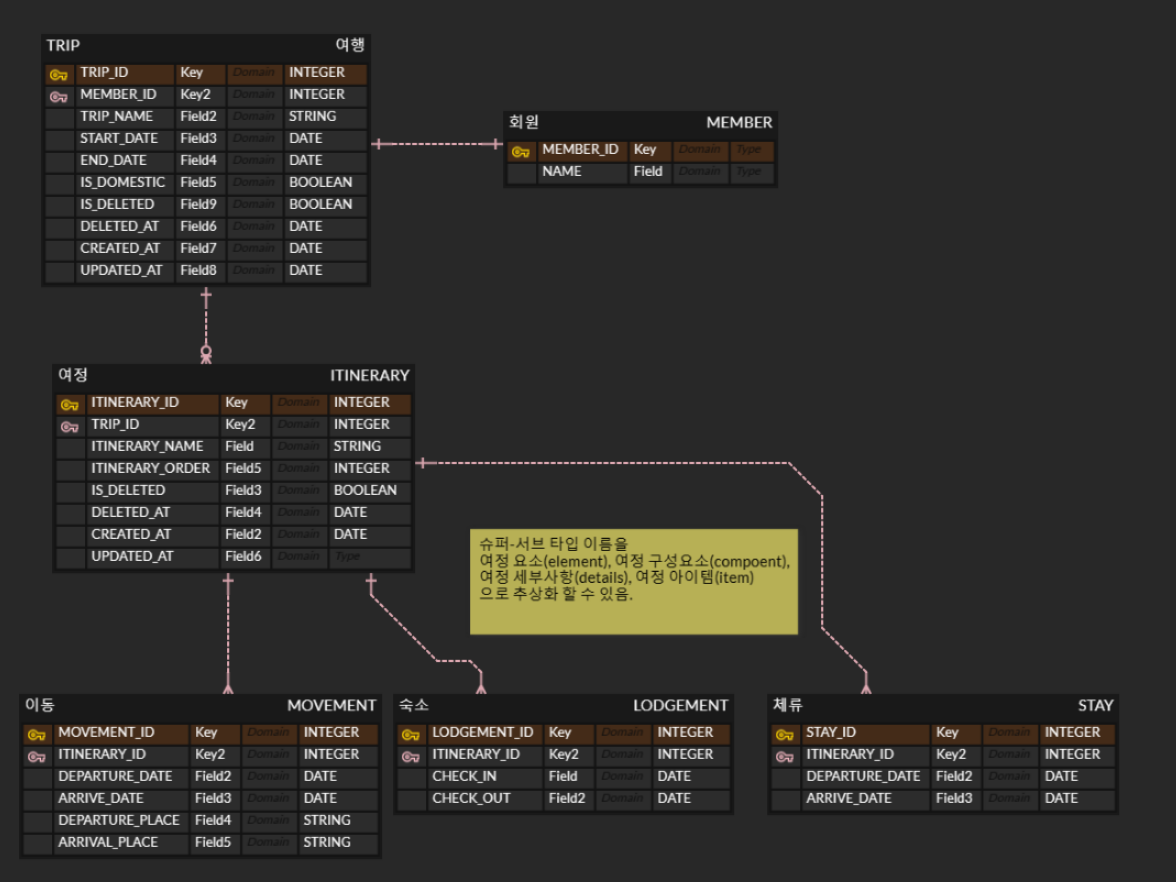 TRIP 여행
TRIP_ID Key Domain INTEGER
MEMBER_ID Key2 Domain INTEGER
TRIP_NAME Field2 Domain STRING
START_DATE Field3 Domain DATE
END_DATE Field4 Domain DATE
IS_DOMESTIC Field5 Domain BOOLEAN
IS_DELETED Field9 Domain BOOLEAN
DELETED_AT Field6 Domain DATE
CREATED_AT Field7 Domain DATE
UPDATED_AT Field8 Domain DATE
회원 MEMBER
MEMBER_ID Key Domain Type
NAME Field Domain Type
여정 ITINERARY
ITINERARY_ID Key Domain INTEGER
TRIP_ID Key2 Domain INTEGER
ITINERARY_NAME Field Domain STRING
ITINERARY_ORDER Field5 Domain INTEGER
IS_DELETED Field3 Domain BOOLEAN
DELETED_AT Field4 Domain DATE
CREATED_AT Field2 Domain DATE
UPDATED_AT Field6 Domain Type
슈퍼-서브 타입 이름을
여정 요소(element), 여정 구성요소(compoent),
여정 세부사항(details), 여정 아이템(item)
으로 추상화 할 수 있음.
이동 MOVEMENT
MOVEMENT_ID Key Domain INTEGER
ITINERARY_ID Key2 Domain INTEGER
DEPARTURE_DATE Field2 Domain DATE
ARRIVE_DATE Field3 Domain DATE
DEPARTURE_PLACE Field4 Domain STRING
ARRIVAL_PLACE Field5 Domain STRING
숙소 LODGEMENT
LODGEMENT_ID Key Domain INTEGER
ITINERARY_ID Key2 Domain INTEGER
CHECK_IN Field Domain DATE
CHECK_OUT Field2 Domain DATE
체류 STAY
STAY_ID Key Domain INTEGER
ITINERARY_ID Key2 Domain INTEGER
DEPARTURE_DATE Field2 Domain DATE
ARRIVE_DATE Field3 Domain DATE